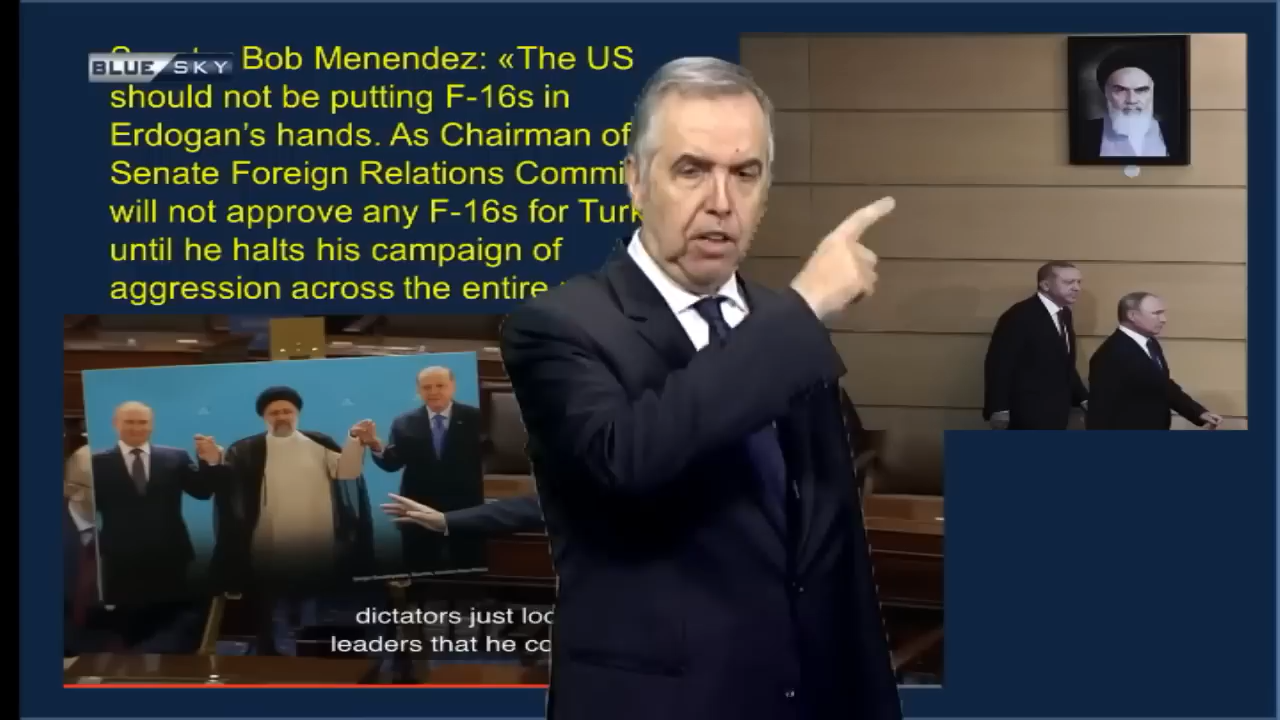 BLUE SKY
Bob Menendez: «The US
should not be putting F-16s in
Erdogan's hands. As Chairman of
Senate Foreign Relations
will not approve any F-16s for
until he halts his campaign of
aggression across the entire
dictators just
leaders that he